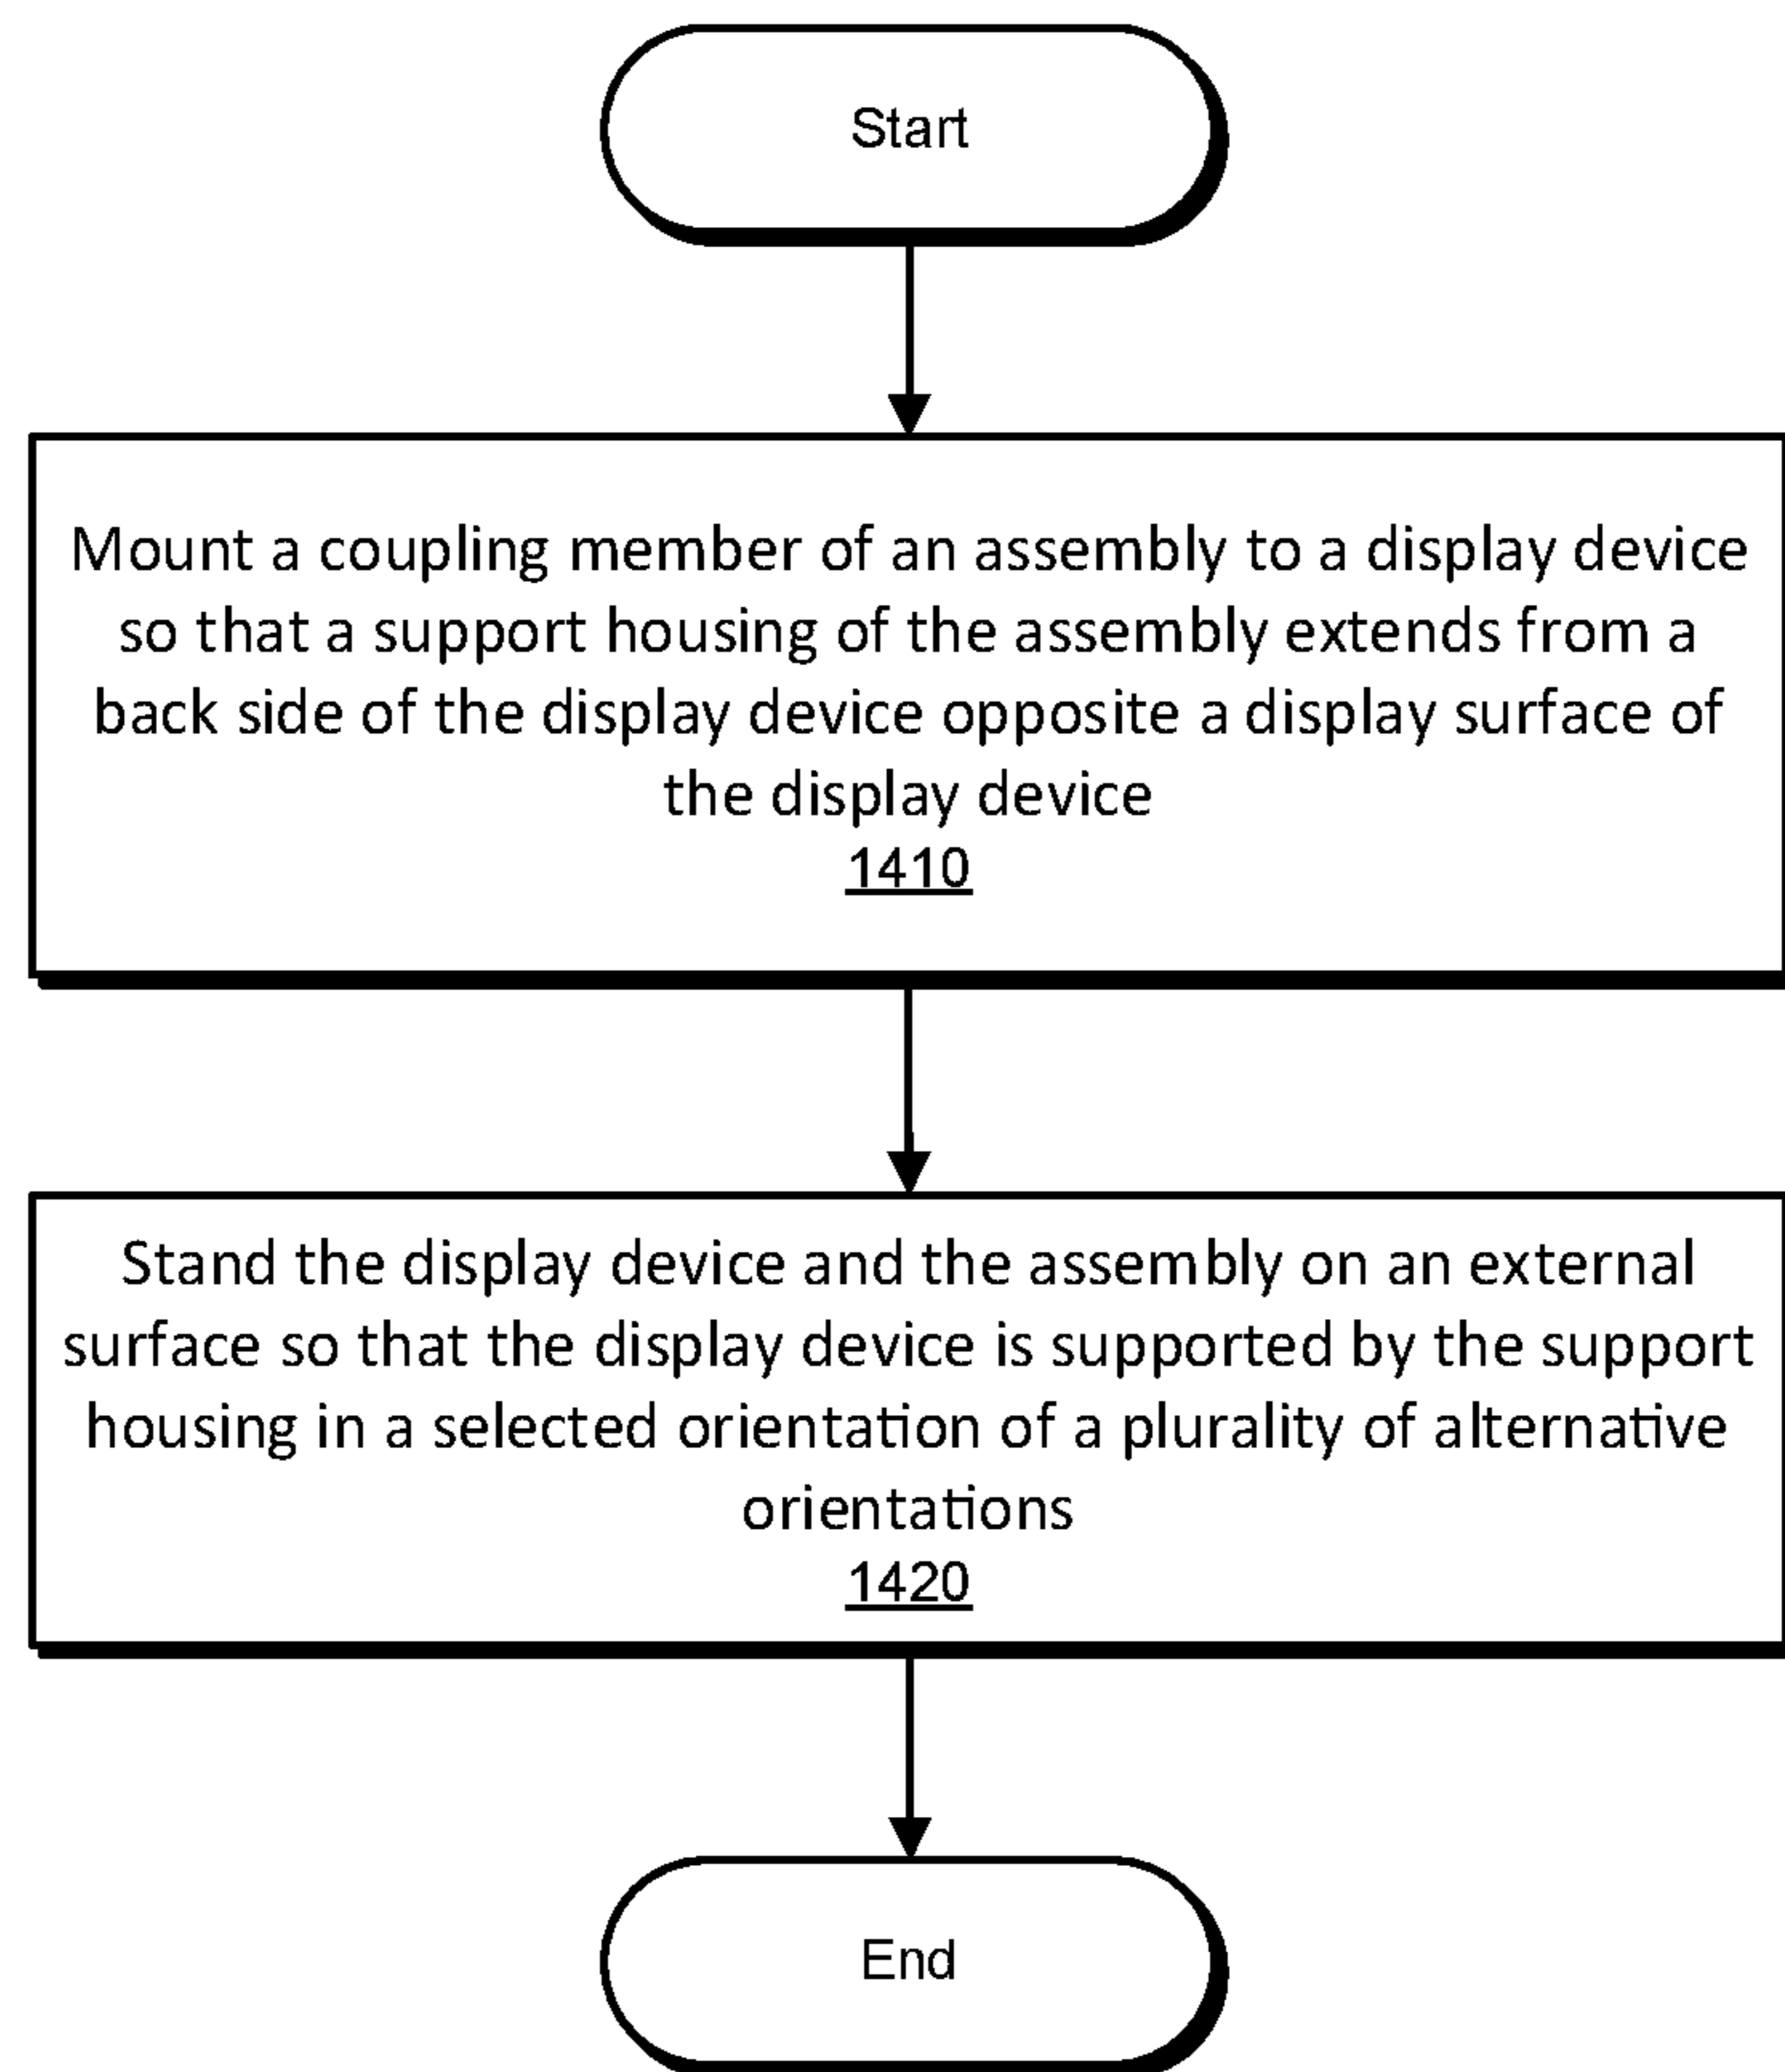 Start
Mount a coupling member of an assembly to a display device
so that a support housing of the assembly extends from a
back side of the display device opposite a display surface of
the display device
1410
Stand the display device and the assembly on an external
surface so that the display device is supported by the support
housing in a selected orientation of a plurality of alternative
orientations
1420
End